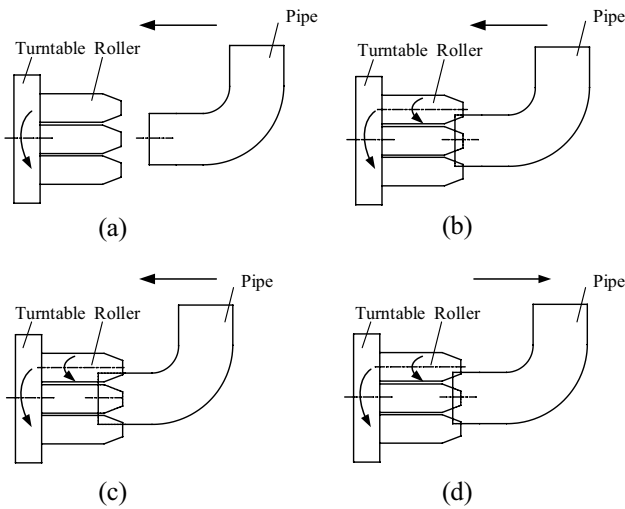 Pipe
Turntable Roller
(a)
Pipe
Turntable Roller
(b)
Pipe
Turntable Roller
(c)
Pipe
Turntable Roller
(d)